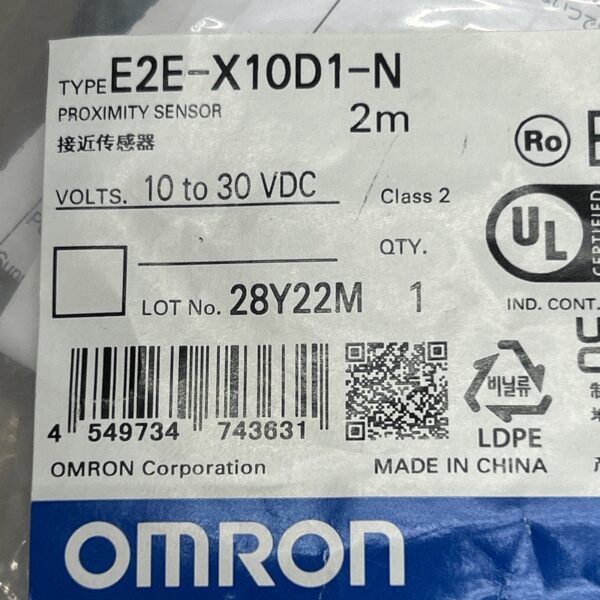 TYPE E2E-X10D1-N
PROXIMITY SENSOR 2m
接近传感器
Ro
VOLTS. 10 to 30 VDC Class 2
UL
CERTIFIED
QTY.
LOT No. 28Y22M 1
IND. CONT.
비닐류
4 549734 743631
LDPE
OMRON Corporation MADE IN CHINA
OMRON